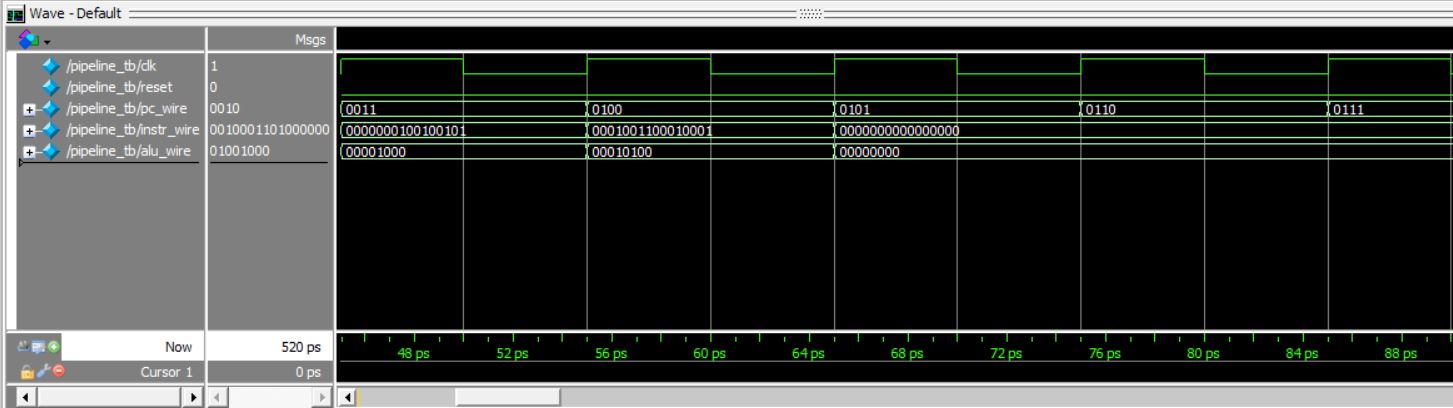 Wave - Default
Msgs
/pipeline_tb/clk 1
/pipeline_tb/reset 0
/pipeline_tb/pc_wire 0010 0011 0100 0101 0110 0111
/pipeline_tb/instr_wire 0010001101000000 0000000100100101 0001001100010001 0000000000000000
/pipeline_tb/alu_wire 01001000 00001000 00010100 00000000
Now 520 ps 48 ps 52 ps 56 ps 60 ps 64 ps 68 ps 72 ps 76 ps 80 ps 84 ps 88 ps
Cursor 1 0 ps